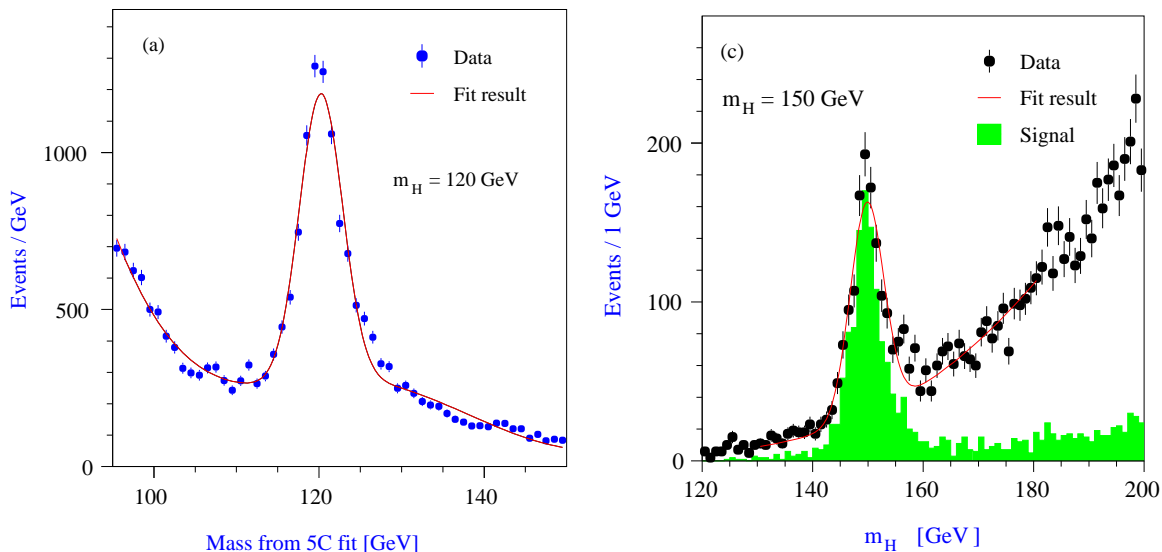 (a)
Data
Fit result
m_H = 120 GeV
Events / GeV
1000
500
0
100
120
140
Mass from 5C fit [GeV]
(c)
Data
Fit result
Signal
m_H = 150 GeV
Events / 1 GeV
200
100
0
120
140
160
180
200
m_H [GeV]